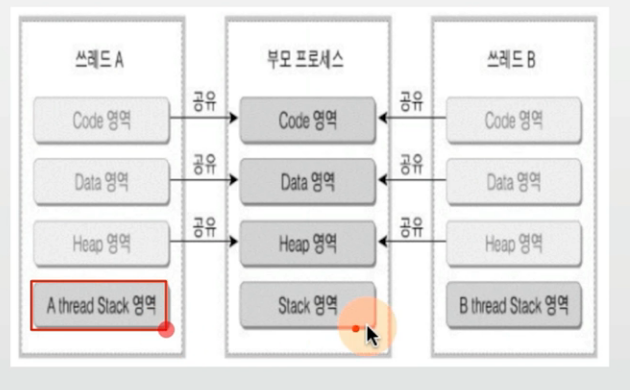 쓰레드 A
부모 프로세스
쓰레드 B
Code 영역
공유
Code 영역
공유
Code 영역
Data 영역
공유
Data 영역
공유
Data 영역
Heap 영역
공유
Heap 영역
공유
Heap 영역
A thread Stack 영역
Stack 영역
B thread Stack 영역